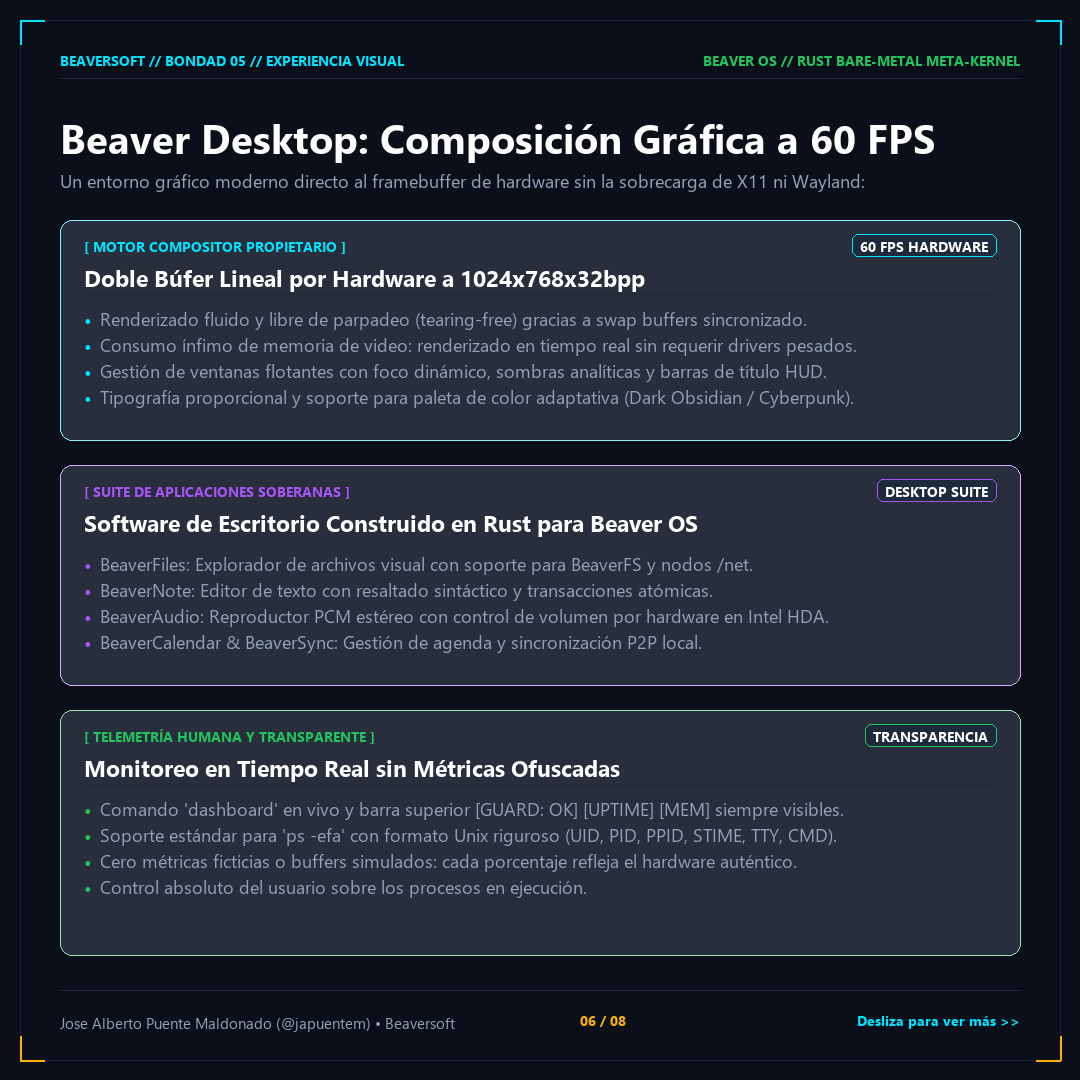 BEAVERSOFT // BONDAD 05 // EXPERIENCIA VISUAL
BEAVER OS // RUST BARE-METAL META-KERNEL
Beaver Desktop: Composición Gráfica a 60 FPS
Un entorno gráfico moderno directo al framebuffer de hardware sin la sobrecarga de X11 ni Wayland:
[ MOTOR COMPOSITOR PROPIETARIO ]
60 FPS HARDWARE
Doble Búfer Lineal por Hardware a 1024x768x32bpp
• Renderizado fluido y libre de parpadeo (tearing-free) gracias a swap buffers sincronizado.
• Consumo ínfimo de memoria de video: renderizado en tiempo real sin requerir drivers pesados.
• Gestión de ventanas flotantes con foco dinámico, sombras analíticas y barras de título HUD.
• Tipografía proporcional y soporte para paleta de color adaptativa (Dark Obsidian / Cyberpunk).
[ SUITE DE APLICACIONES SOBERANAS ]
DESKTOP SUITE
Software de Escritorio Construido en Rust para Beaver OS
• BeaverFiles: Explorador de archivos visual con soporte para BeaverFS y nodos /net.
• BeaverNote: Editor de texto con resaltado sintáctico y transacciones atómicas.
• BeaverAudio: Reproductor PCM estéreo con control de volumen por hardware en Intel HDA.
• BeaverCalendar & BeaverSync: Gestión de agenda y sincronización P2P local.
[ TELEMETRÍA HUMANA Y TRANSPARENTE ]
TRANSPARENCIA
Monitoreo en Tiempo Real sin Métricas Ofuscadas
• Comando 'dashboard' en vivo y barra superior [GUARD: OK] [UPTIME] [MEM] siempre visibles.
• Soporte estándar para 'ps -efa' con formato Unix riguroso (UID, PID, PPID, STIME, TTY, CMD).
• Cero métricas ficticias o buffers simulados: cada porcentaje refleja el hardware auténtico.
• Control absoluto del usuario sobre los procesos en ejecución.
Jose Alberto Puente Maldonado (@japuentem) • Beaversoft
06 / 08
Desliza para ver más >>